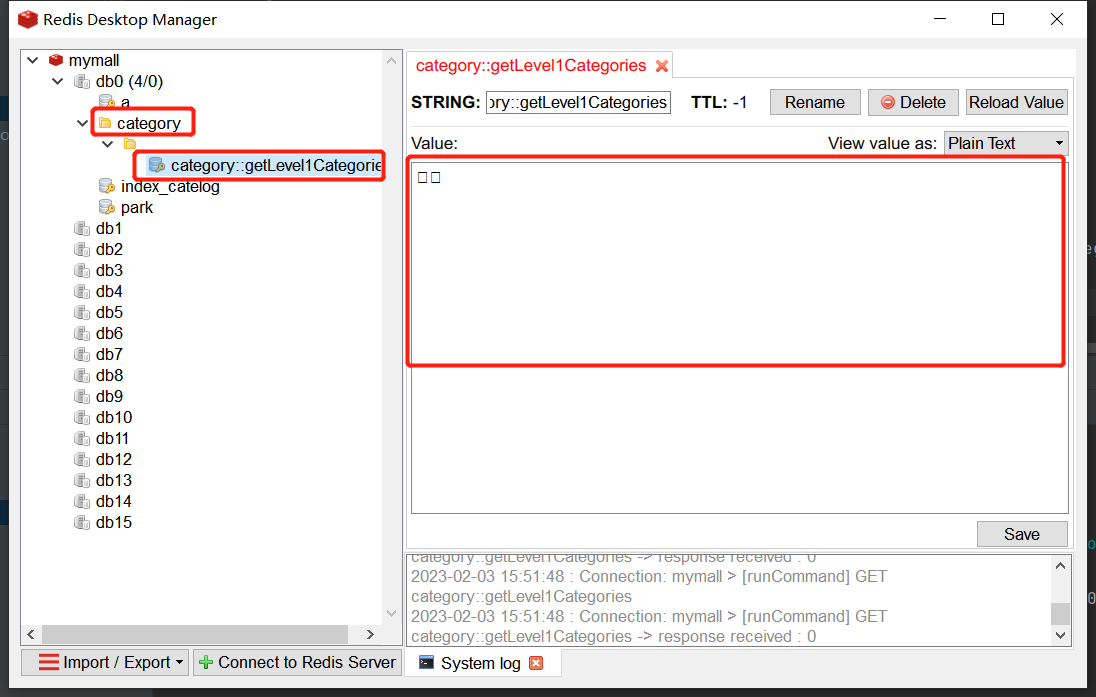 Redis Desktop Manager
mymall
db0 (4/0)
a
category
category::getLevel1Categorie
index_catelog
park
db1
db2
db3
db4
db5
db6
db7
db8
db9
db10
db11
db12
db13
db14
db15
Import / Export
Connect to Redis Server
category::getLevel1Categories
STRING: ory::getLevel1Categories TTL: -1 Rename Delete Reload Value
Value: View value as: Plain Text
Save
category::getLevel1Categories -> response received : 0
2023-02-03 15:51:48 : Connection: mymall > [runCommand] GET
category::getLevel1Categories
2023-02-03 15:51:48 : Connection: mymall > [runCommand] GET
category::getLevel1Categories -> response received : 0
System log